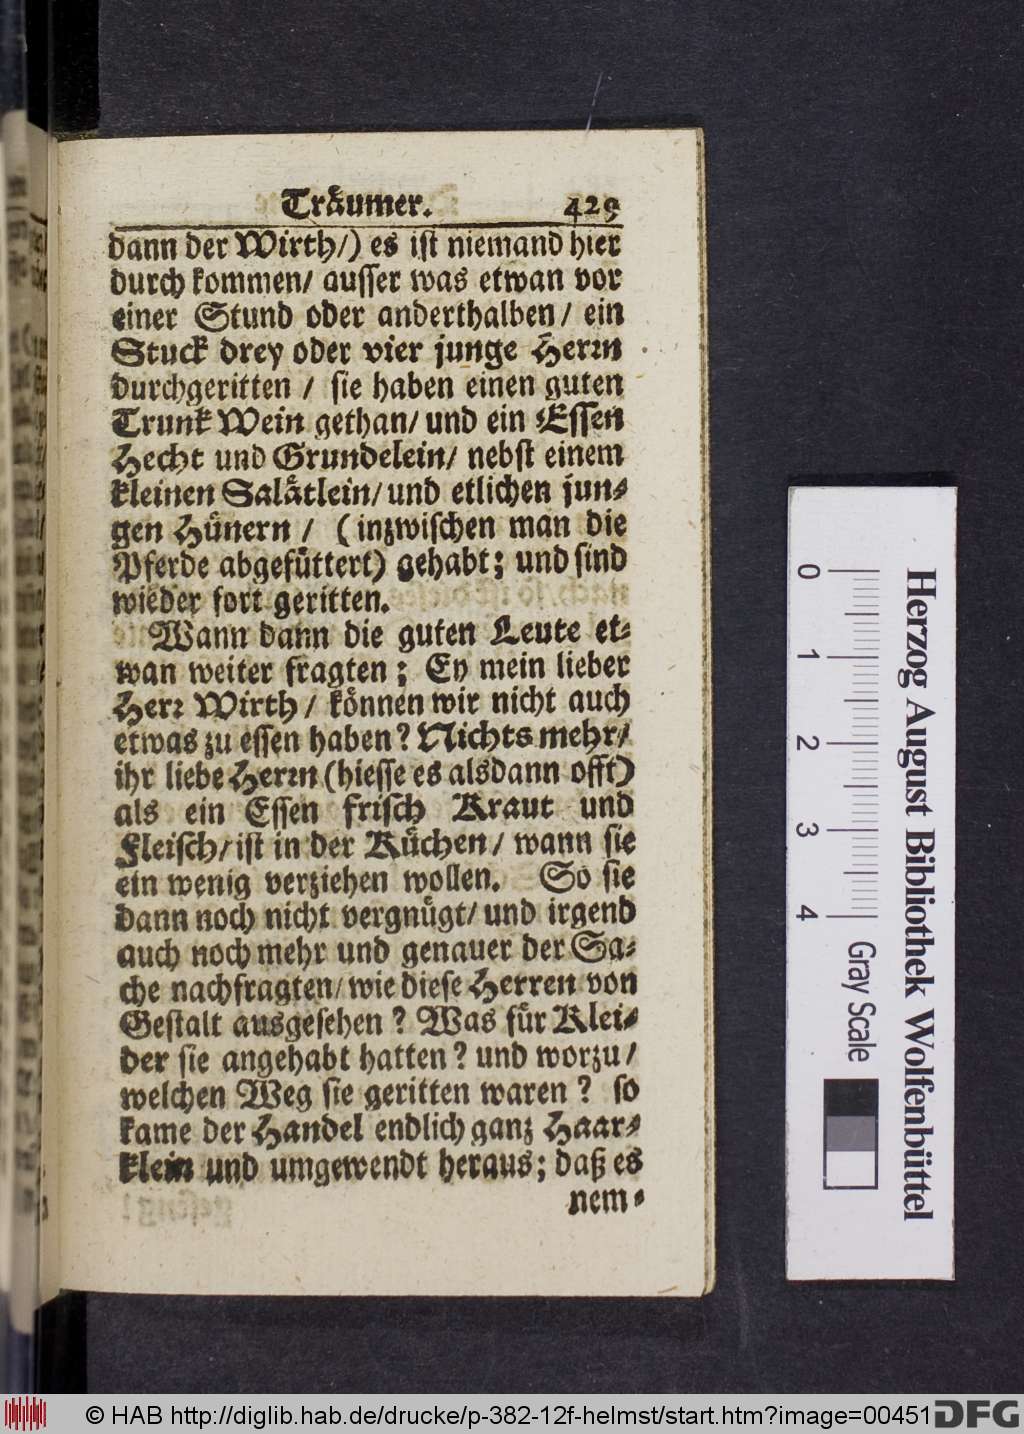 Träumer. 429
dann der Wirth/) es ist niemand hier
durch kommen/ ausser was etwan vor
einer Stund oder anderthalben/ ein
Stuck drey oder vier junge Herrn
durchgeritten / sie haben einen guten
Trunk Wein gethan/ und ein Essen
Hecht und Grundelein/ nebst einem
kleinen Salätlein/ und etlichen jun-
gen Hünern / ( inzwischen man die
Pferde abgefüttert) gehabt; und sind
wieder fort geritten.
Wann dann die guten Leute et-
wan weiter fragten; Ey mein lieber
Herr Wirth/ können wir nicht auch
etwas zu essen haben? Nichts mehr/
ihr liebe Herrn (hiesse es alsdann offt)
als ein Essen frisch Kraut und
Fleisch/ ist in der Küchen/ wann sie
ein wenig verziehen wollen. So sie
dann noch nicht vergnügt/ und irgend
auch noch mehr und genauer der Sa-
che nachfragten/ wie diese Herren von
Gestalt ausgesehen? Was für Klei-
der sie angehabt hatten? und worzu/
welchen Weg sie geritten waren? so
kame der Handel endlich ganz Haar-
klein und umgewendt heraus; daß es
nem-
0 1 2 3 4 Gray Scale
Herzog August Bibliothek Wolfenbüttel
© HAB http://diglib.hab.de/drucke/p-382-12f-helmst/start.htm?image=00451 DFG